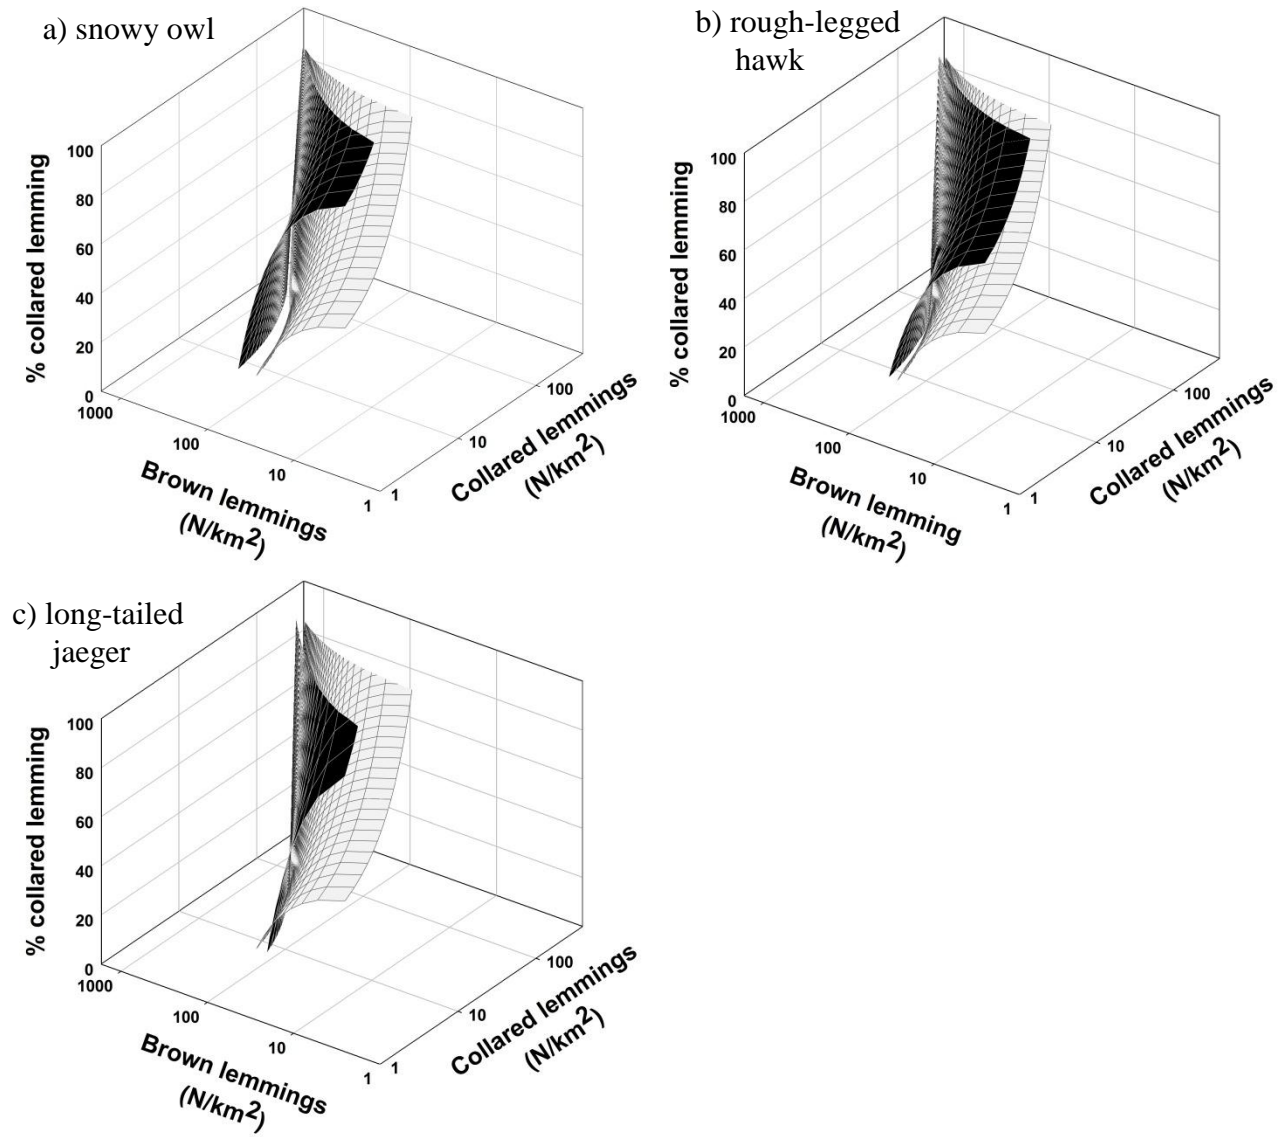 a) snowy owl
100
80
60
40
20
0
% collared lemming
1000
100
10
1
Brown lemmings
(N/km2)
1
10
100
Collared lemmings
(N/km2)
b) rough-legged
hawk
100
80
60
40
20
0
% collared lemming
1000
100
10
1
Brown lemming
(N/km2)
1
10
100
Collared lemmings
(N/km2)
c) long-tailed
jaeger
100
80
60
40
20
0
% collared lemming
1000
100
10
1
Brown lemmings
(N/km2)
1
10
100
Collared lemmings
(N/km2)